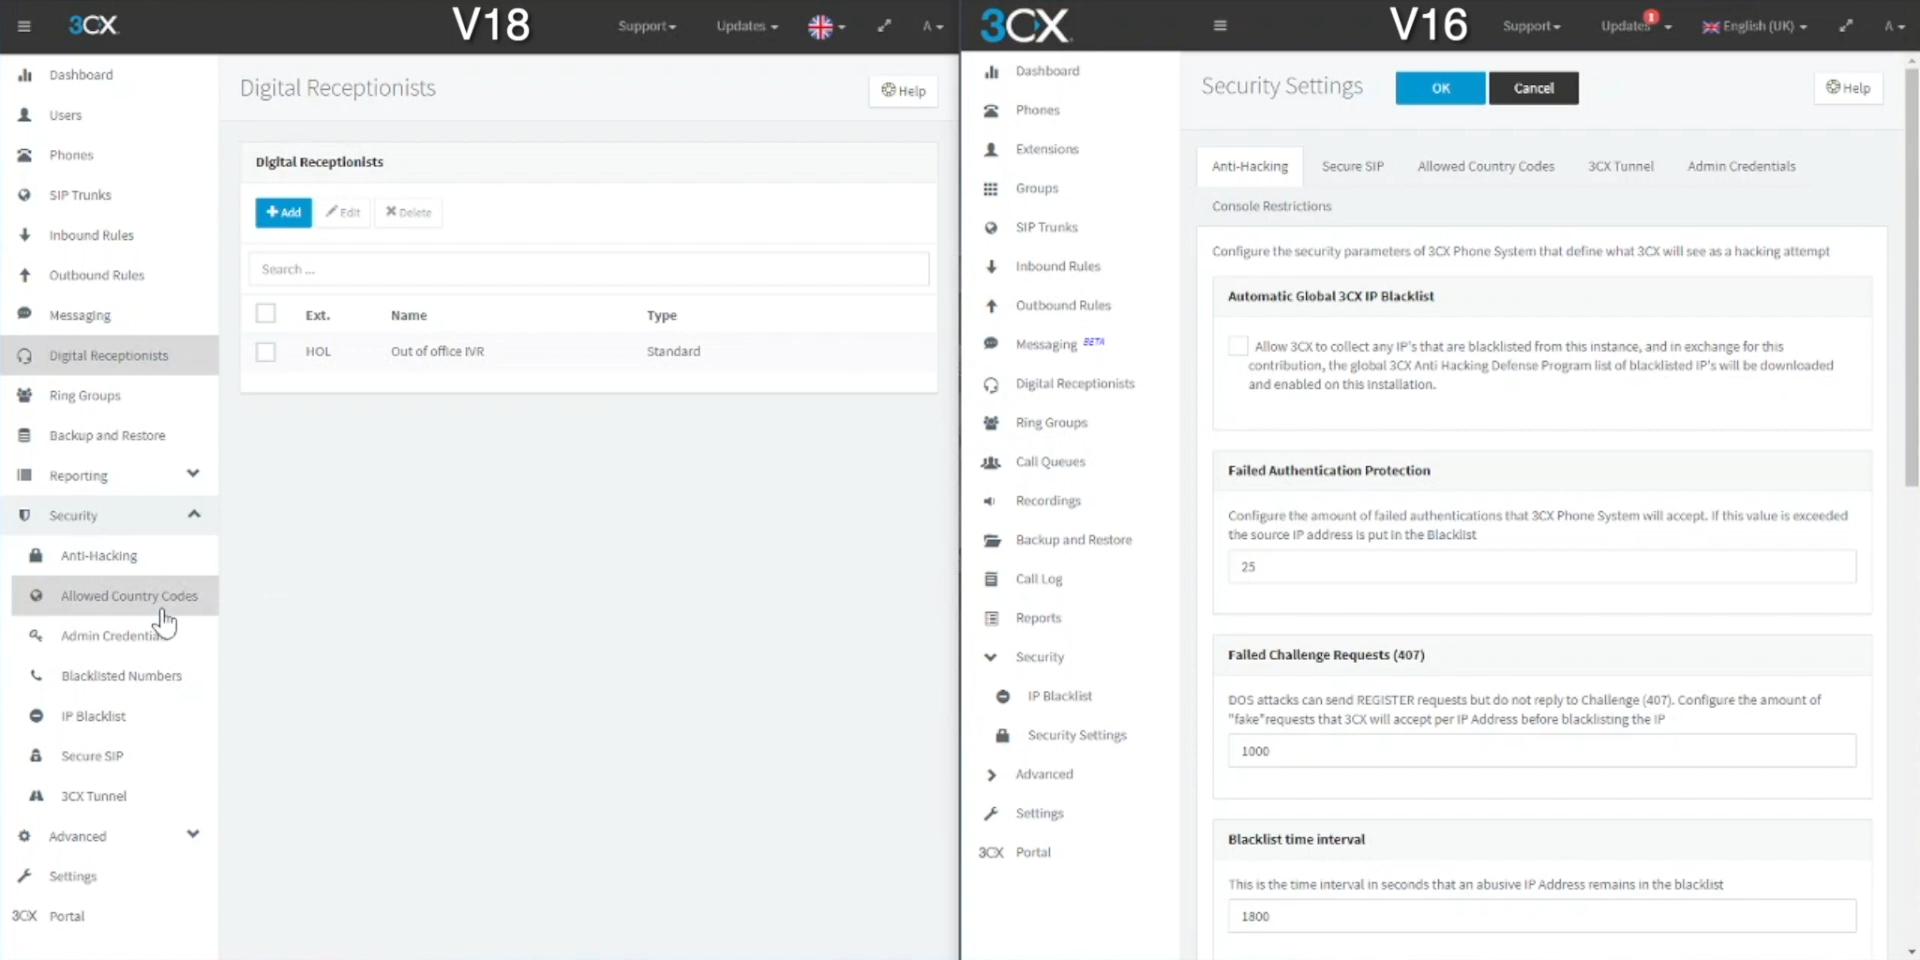 3CX
V18
Support
Updates
A
Dashboard
Users
Phones
SIP Trunks
Inbound Rules
Outbound Rules
Messaging
Digital Receptionists
Ring Groups
Backup and Restore
Reporting
Security
Anti-Hacking
Allowed Country Codes
Admin Credentia
Blacklisted Numbers
IP Blacklist
Secure SIP
3CX Tunnel
Advanced
Settings
3CX Portal
Digital Receptionists
Help
Digital Receptionists
Add
Edit
Delete
Search ...
Ext. Name Type
HOL Out of office IVR Standard
3CX
V16
Support
Updates
1
English (UK)
A
Dashboard
Phones
Extensions
Groups
SIP Trunks
Inbound Rules
Outbound Rules
Messaging BETA
Digital Receptionists
Ring Groups
Call Queues
Recordings
Backup and Restore
Call Log
Reports
Security
IP Blacklist
Security Settings
Advanced
Settings
3CX Portal
Security Settings
OK
Cancel
Help
Anti-Hacking
Secure SIP
Allowed Country Codes
3CX Tunnel
Admin Credentials
Console Restrictions
Configure the security parameters of 3CX Phone System that define what 3CX will see as a hacking attempt
Automatic Global 3CX IP Blacklist
Allow 3CX to collect any IP's that are blacklisted from this instance, and in exchange for this
contribution, the global 3CX Anti Hacking Defense Program list of blacklisted IP's will be downloaded
and enabled on this installation.
Failed Authentication Protection
Configure the amount of failed authentications that 3CX Phone System will accept. If this value is exceeded
the source IP address is put in the Blacklist
25
Failed Challenge Requests (407)
DOS attacks can send REGISTER requests but do not reply to Challenge (407). Configure the amount of
"fake"requests that 3CX will accept per IP Address before blacklisting the IP
1000
Blacklist time interval
This is the time interval in seconds that an abusive IP Address remains in the blacklist
1800